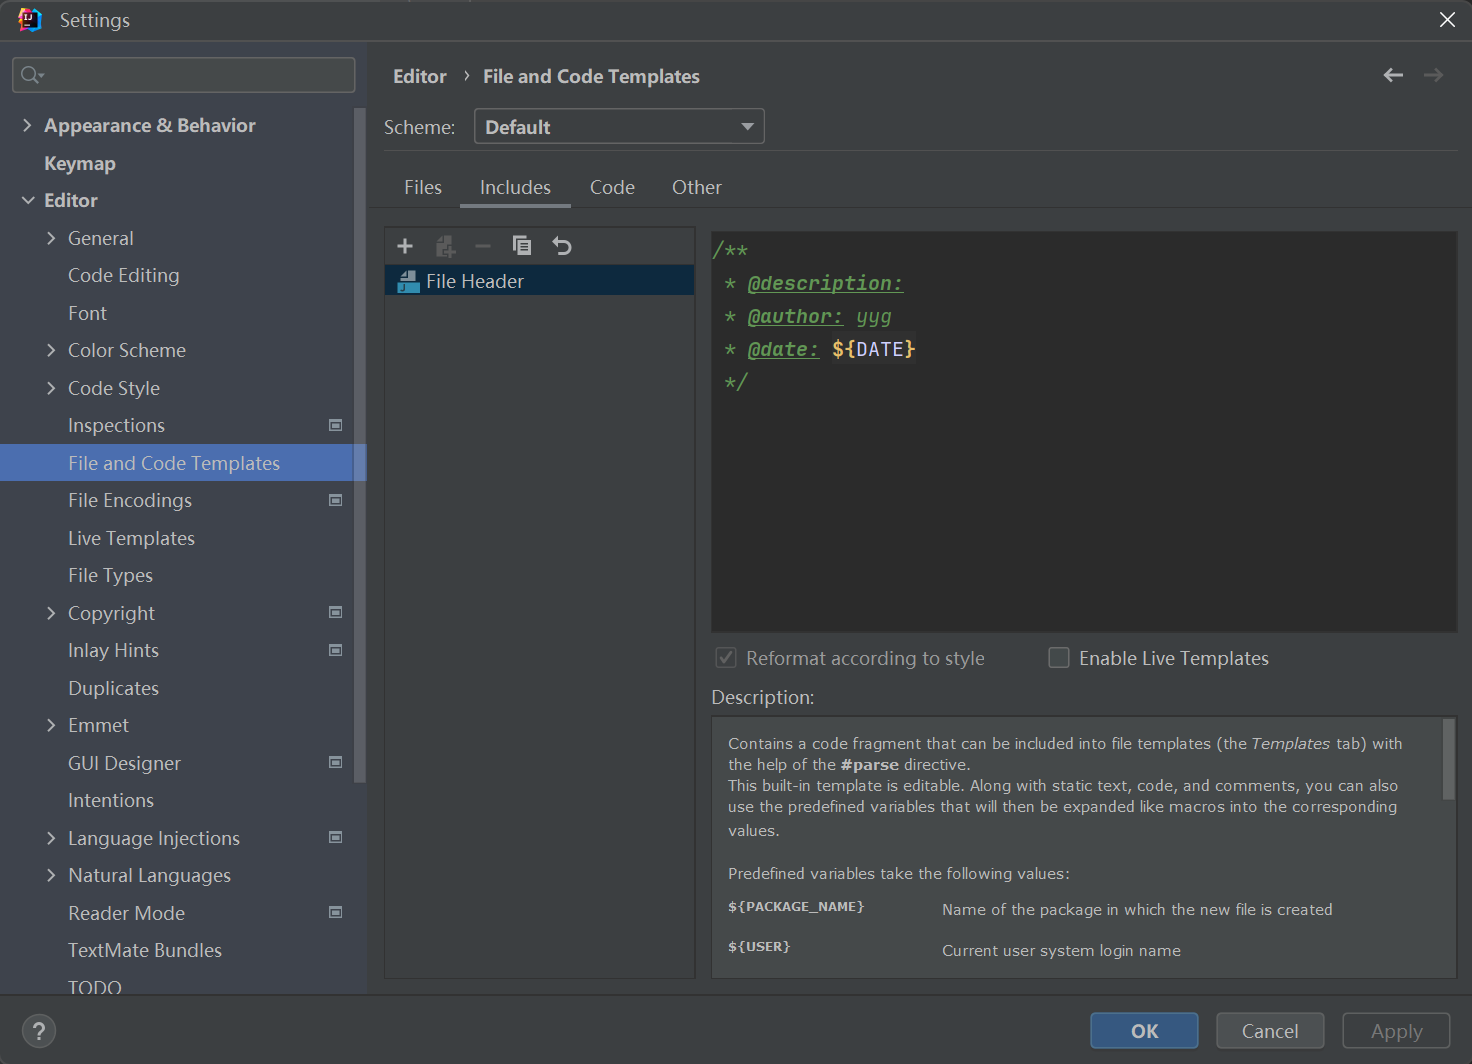 Settings
Appearance & Behavior
Keymap
Editor
General
Code Editing
Font
Color Scheme
Code Style
Inspections
File and Code Templates
File Encodings
Live Templates
File Types
Copyright
Inlay Hints
Duplicates
Emmet
GUI Designer
Intentions
Language Injections
Natural Languages
Reader Mode
TextMate Bundles
TODO
Editor › File and Code Templates
Scheme: Default
Files Includes Code Other
File Header
/**
* @description:
* @author: yyg
* @date: ${DATE}
*/
Reformat according to style Enable Live Templates
Description:
Contains a code fragment that can be included into file templates (the Templates tab) with
the help of the #parse directive.
This built-in template is editable. Along with static text, code, and comments, you can also
use the predefined variables that will then be expanded like macros into the corresponding
values.
Predefined variables take the following values:
${PACKAGE_NAME} Name of the package in which the new file is created
${USER} Current user system login name
? OK Cancel Apply